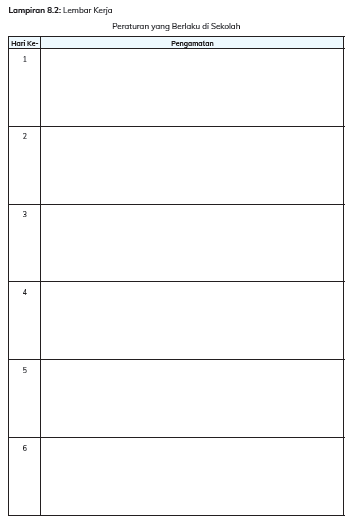 Lampiran 8.2: Lembar Kerja
Peraturan yang Berlaku di Sekolah
Hari Ke- Pengamatan
1
2
3
4
5
6